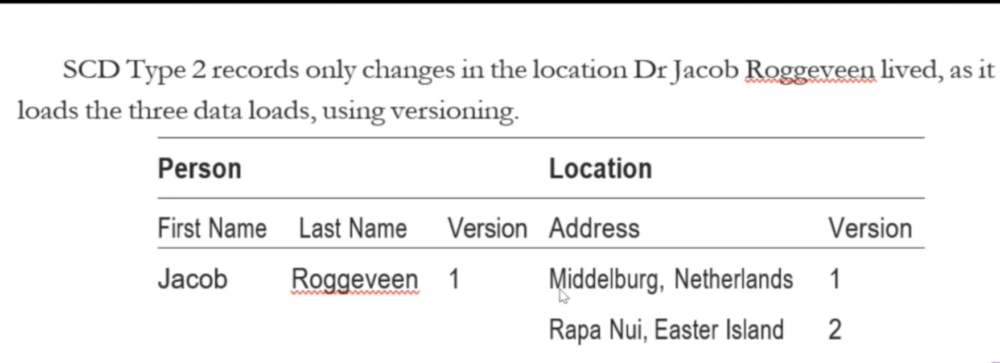 SCD Type 2 records only changes in the location Dr Jacob Roggeveen lived, as it
loads the three data loads, using versioning.
Person Location
First Name Last Name Version Address Version
Jacob Roggeveen 1 Middelburg, Netherlands 1
Rapa Nui, Easter Island 2